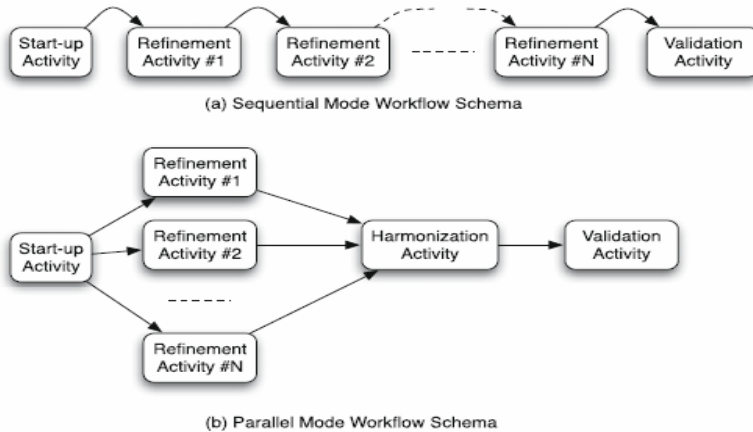 Start-up
Activity
Refinement
Activity #1
Refinement
Activity #2
Refinement
Activity #N
Validation
Activity
(a) Sequential Mode Workflow Schema
Refinement
Activity #1
Start-up
Activity
Refinement
Activity #2
Harmonization
Activity
Validation
Activity
Refinement
Activity #N
(b) Parallel Mode Workflow Schema